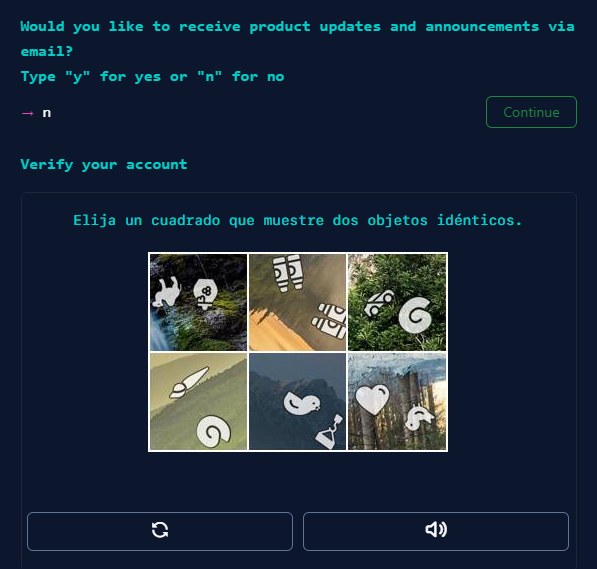 Would you like to receive product updates and announcements via
email?
Type "y" for yes or "n" for no
→ n
Continue
Verify your account
Elija un cuadrado que muestre dos objetos idénticos.